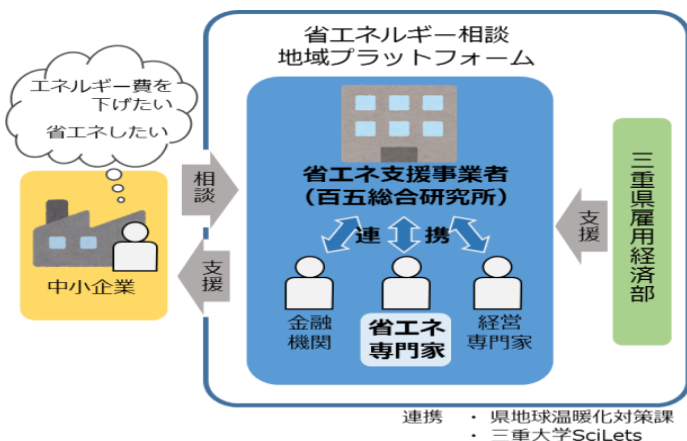 省エネルギー相談
地域プラットフォーム
エネルギー費を
下げたい
省エネしたい
中小企業
相談
支援
省エネ支援事業者
(百五総合研究所)
連携
金融
機関
省エネ
専門家
経営
専門家
支援
三重県雇用経済部
連携 ・ 県地球温暖化対策課
・ 三重大学SciLets